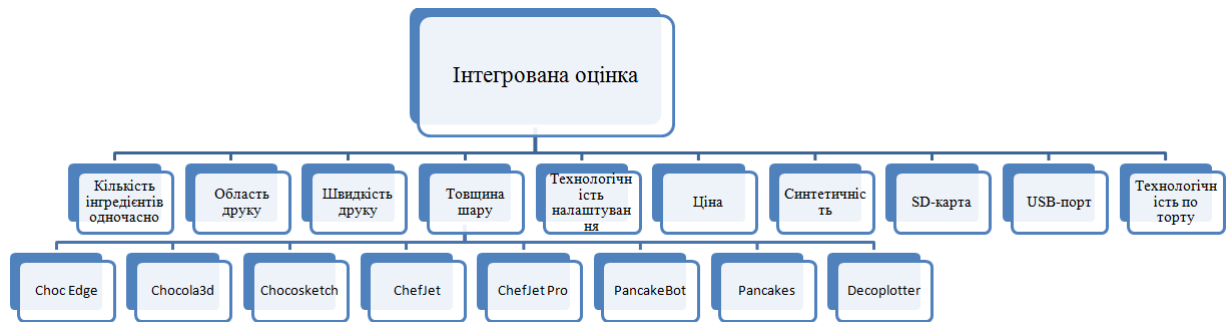 Інтегрована оцінка
Кількість
інгредієнтів
одночасно
Область
друку
Швидкість
друку
Товщина
шару
Технологічн
ість
налаштуван
ня
Ціна
Синтетичніс
ть
SD-карта
USB-порт
Технологічн
ість по
торту
Choc Edge
Chocola3d
Chocosketch
ChefJet
ChefJet Pro
PancakeBot
Pancakes
Decoplotter